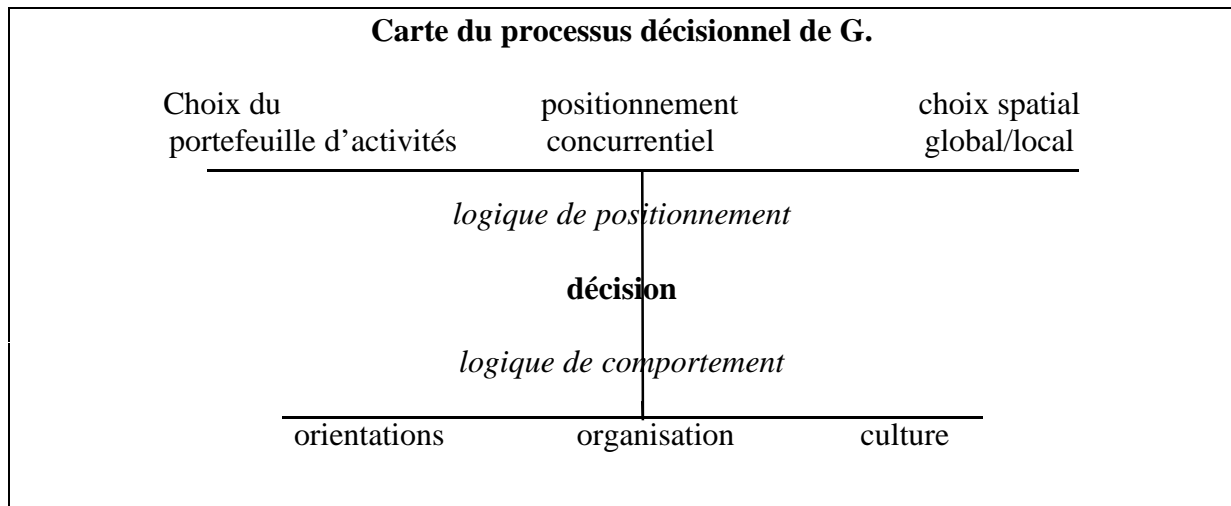 Carte du processus décisionnel de G.
Choix du positionnement choix spatial
portefeuille d'activités concurrentiel global/local
logique de positionnement
décision
logique de comportement
orientations organisation culture